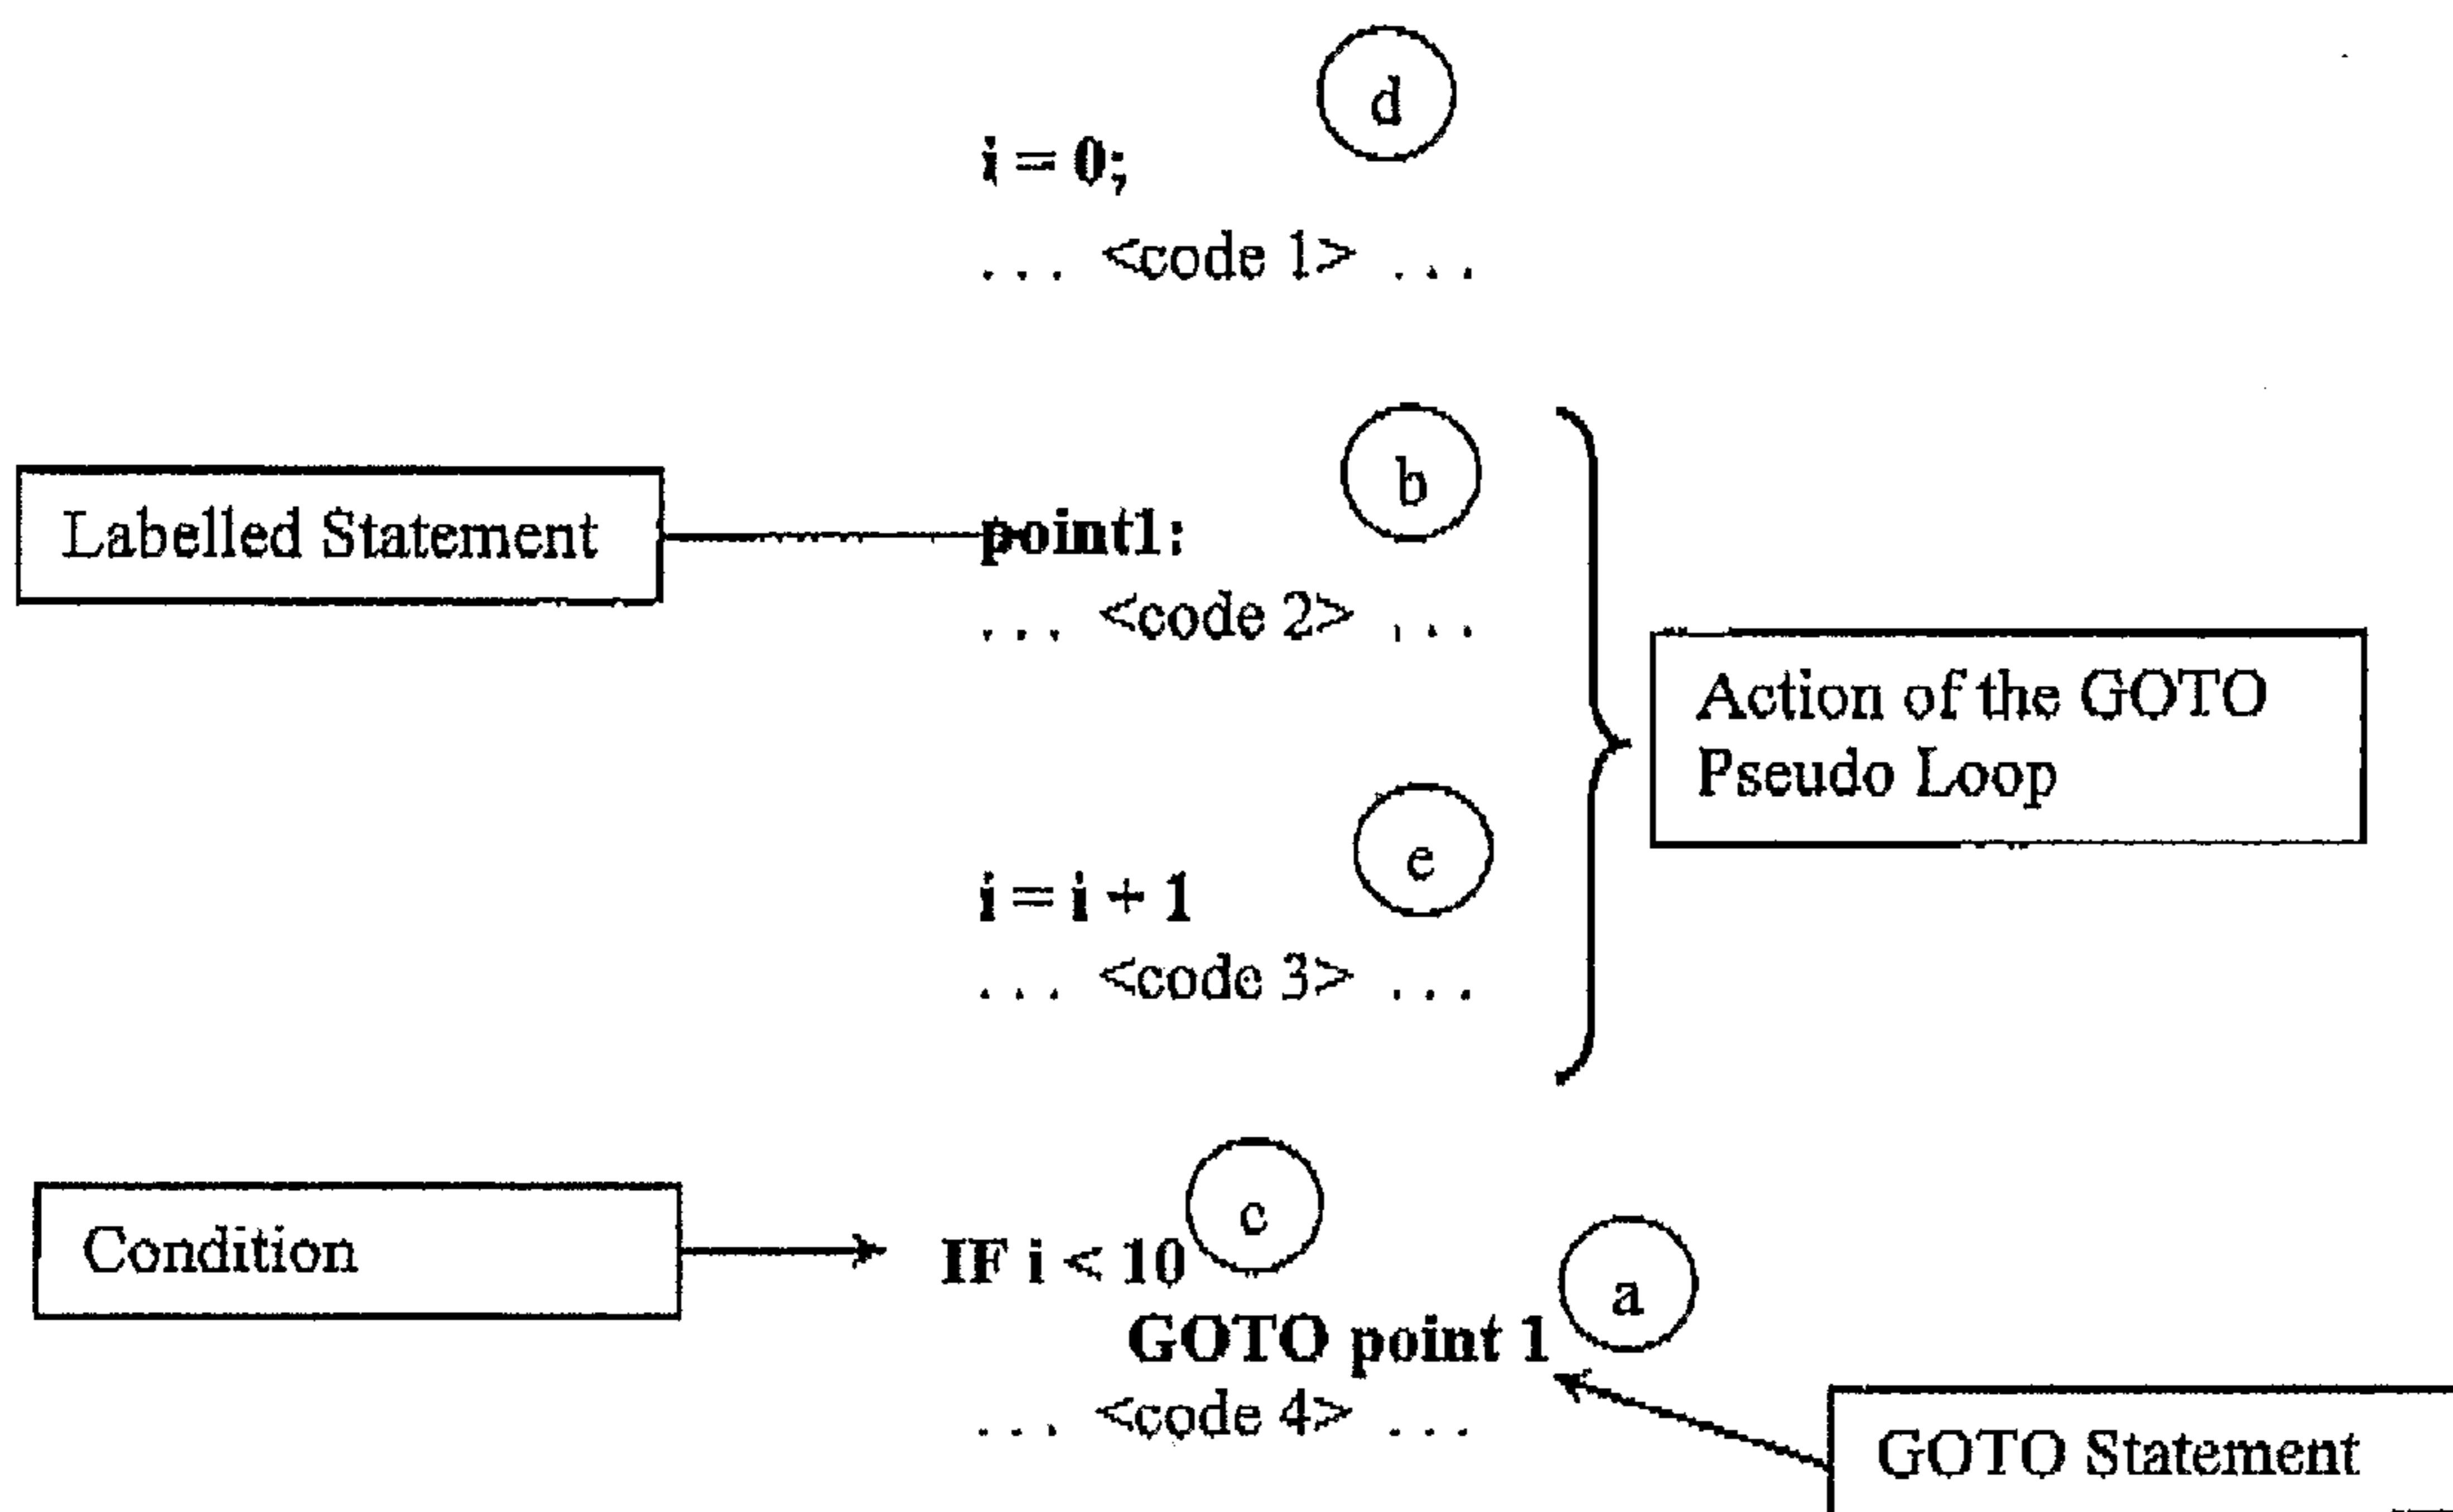 d
i = 0;
... <code 1> ...
b
Labelled Statement
point1:
... <code 2> ...
Action of the GOTO
Pseudo Loop
e
i = i + 1
... <code 3> ...
c
Condition
IF i < 10
a
GOTO point 1
... <code 4> ...
GOTO Statement